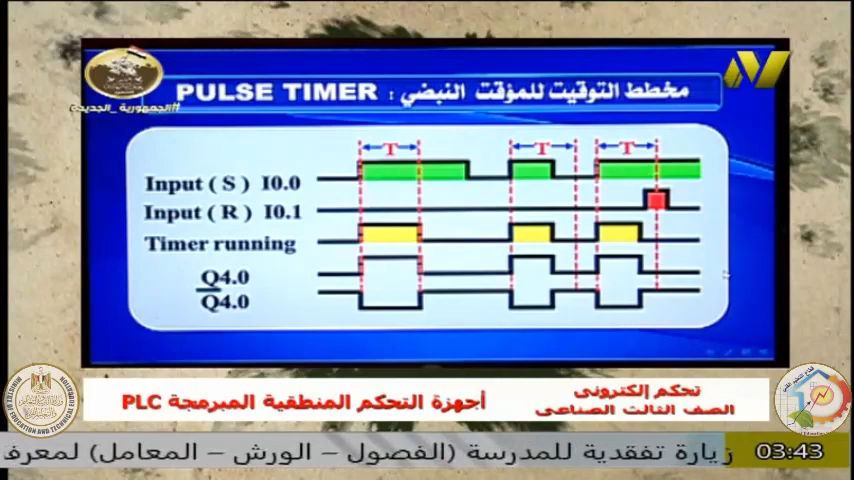 مخطط التوقيت للمؤقت النبضي : PULSE TIMER
#الجمهورية_الجديدة
T
T
T
Input ( S ) I0.0
Input ( R ) I0.1
Timer running
Q4.0
Q4.0
تحكم إلكترونى
الصف الثالث الصناعى
أجهزة التحكم المنطقية المبرمجة PLC
زيارة تفقدية للمدرسة (الفصول – الورش – المعامل) لمعرف
03:43